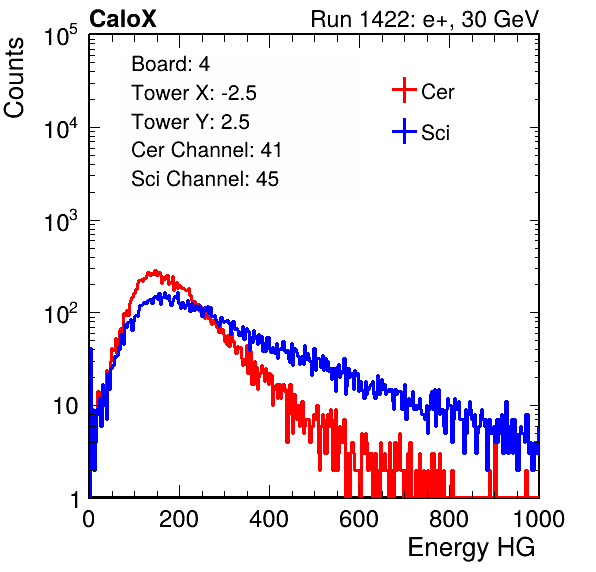 CaloX Run 1422: e+, 30 GeV
Counts
Board: 4
Tower X: -2.5
Tower Y: 2.5
Cer Channel: 41
Sci Channel: 45
Cer
Sci
10^5
10^4
10^3
10^2
10
1
0 200 400 600 800 1000
Energy HG